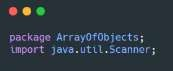 package ArrayOfObjects;
import java.util.Scanner;